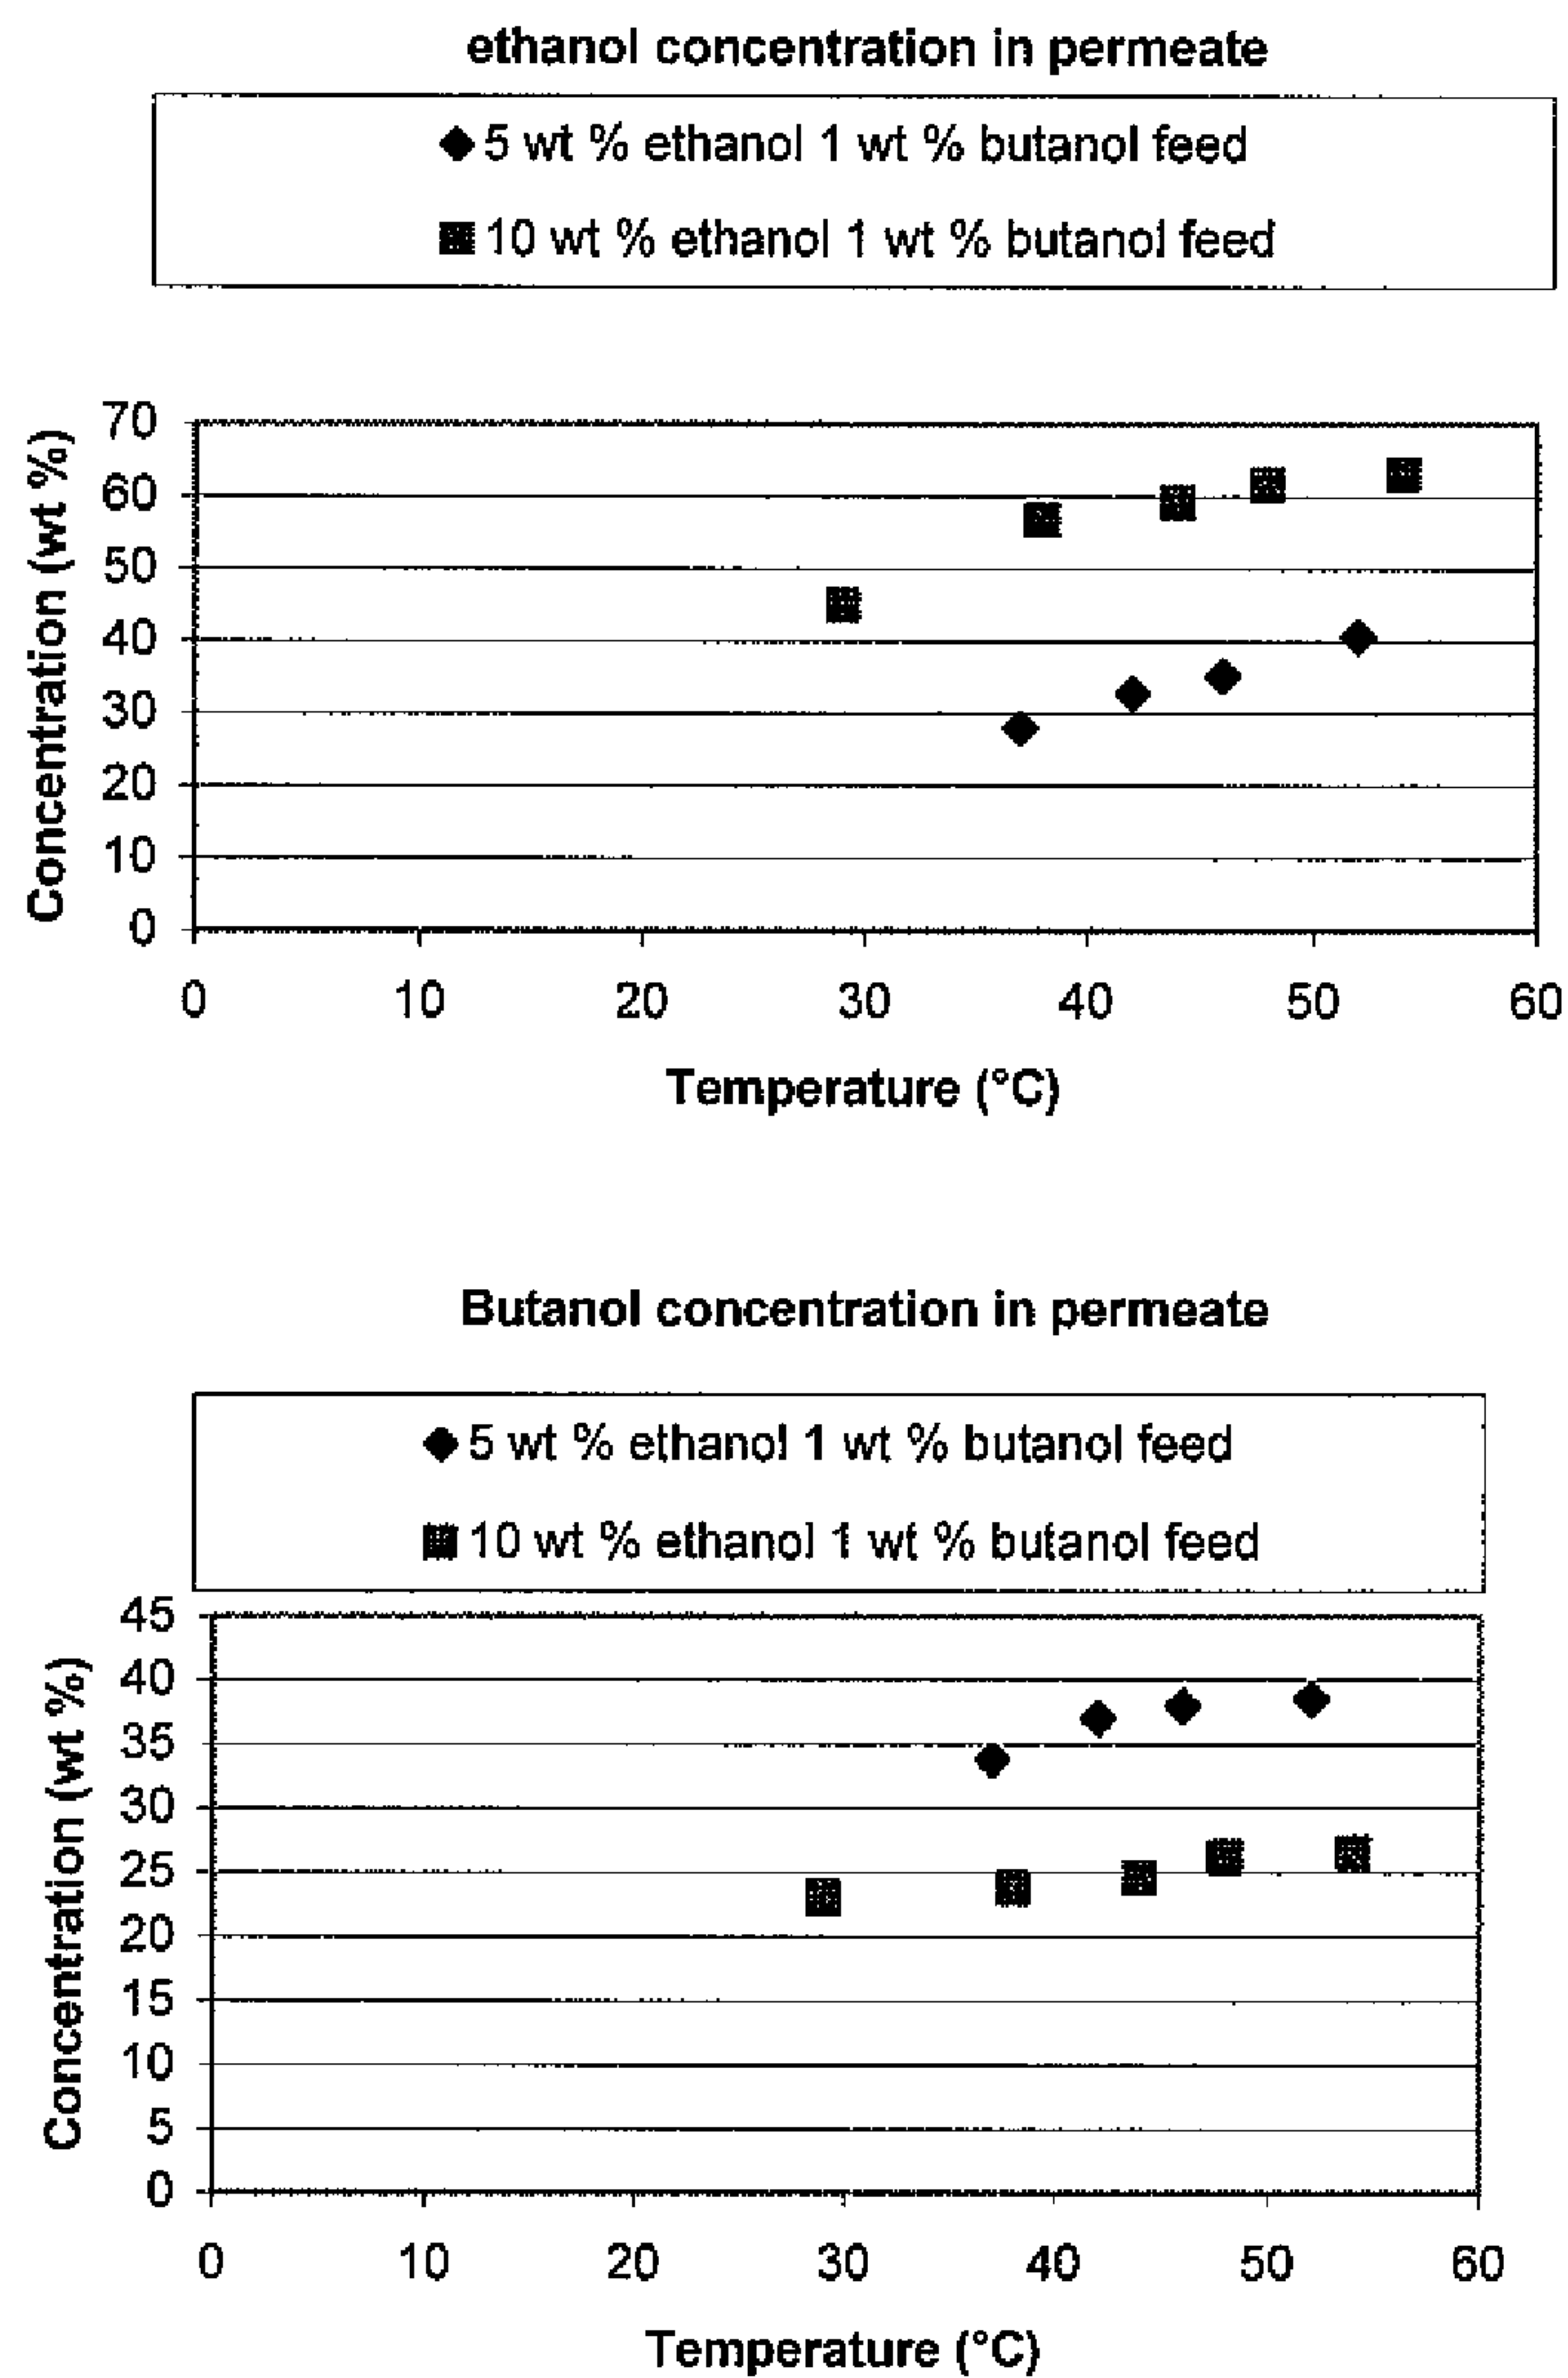 ethanol concentration in permeate
5 wt % ethanol 1 wt % butanol feed
10 wt % ethanol 1 wt % butanol feed
Concentration (wt %)
70
60
50
40
30
20
10
0
0 10 20 30 40 50 60
Temperature (°C)
Butanol concentration in permeate
5 wt % ethanol 1 wt % butanol feed
10 wt % ethanol 1 wt % butanol feed
Concentration (wt %)
45
40
35
30
25
20
15
10
5
0
0 10 20 30 40 50 60
Temperature (°C)